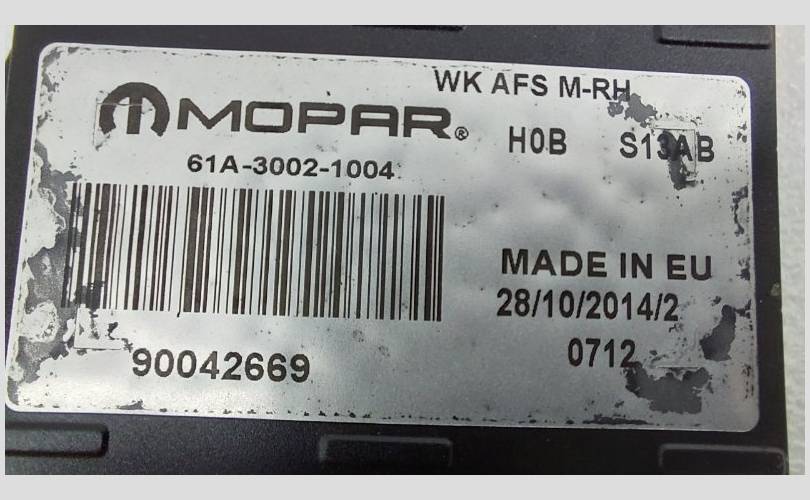 WK AFS M-RH
MOPAR®
H0B S13AB
61A-3002-1004
MADE IN EU
28/10/2014/2
0712
90042669